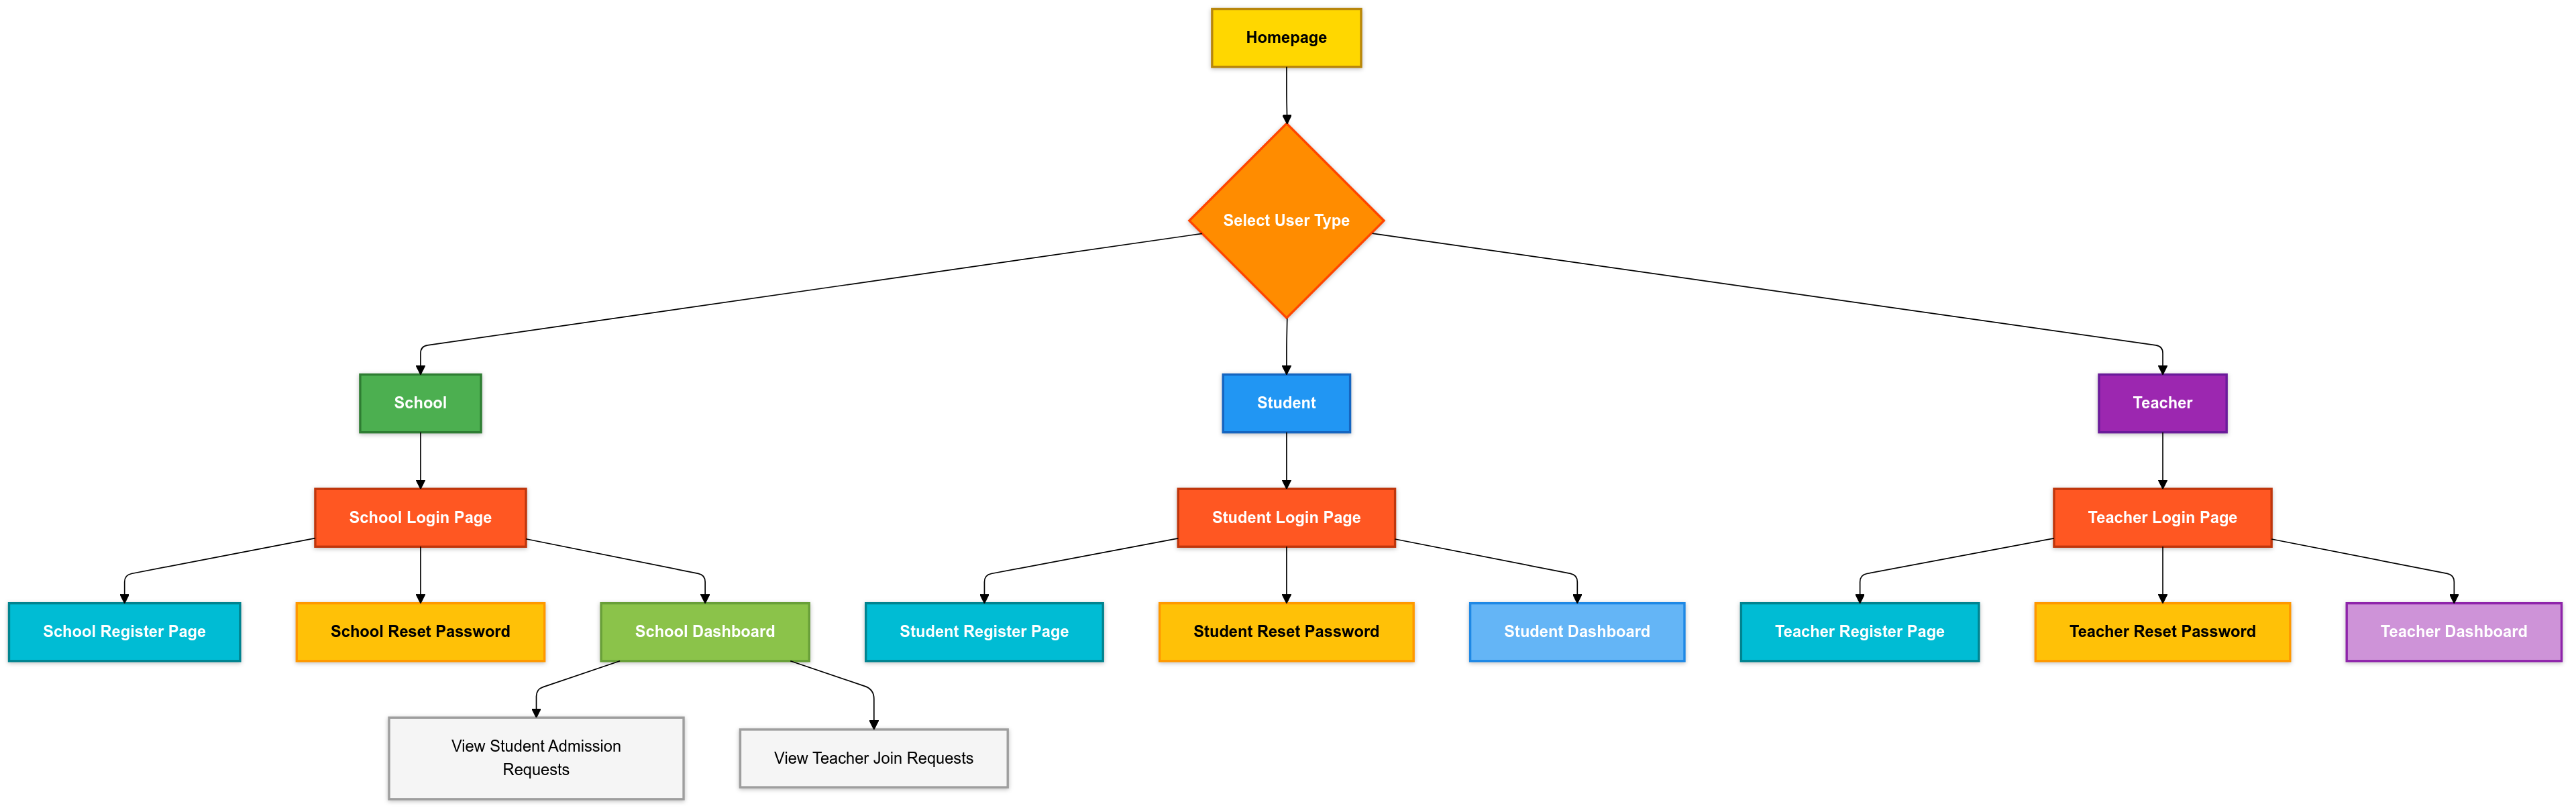 Homepage
Select User Type
School
Student
Teacher
School Login Page
Student Login Page
Teacher Login Page
School Register Page
School Reset Password
School Dashboard
Student Register Page
Student Reset Password
Student Dashboard
Teacher Register Page
Teacher Reset Password
Teacher Dashboard
View Student Admission
Requests
View Teacher Join Requests